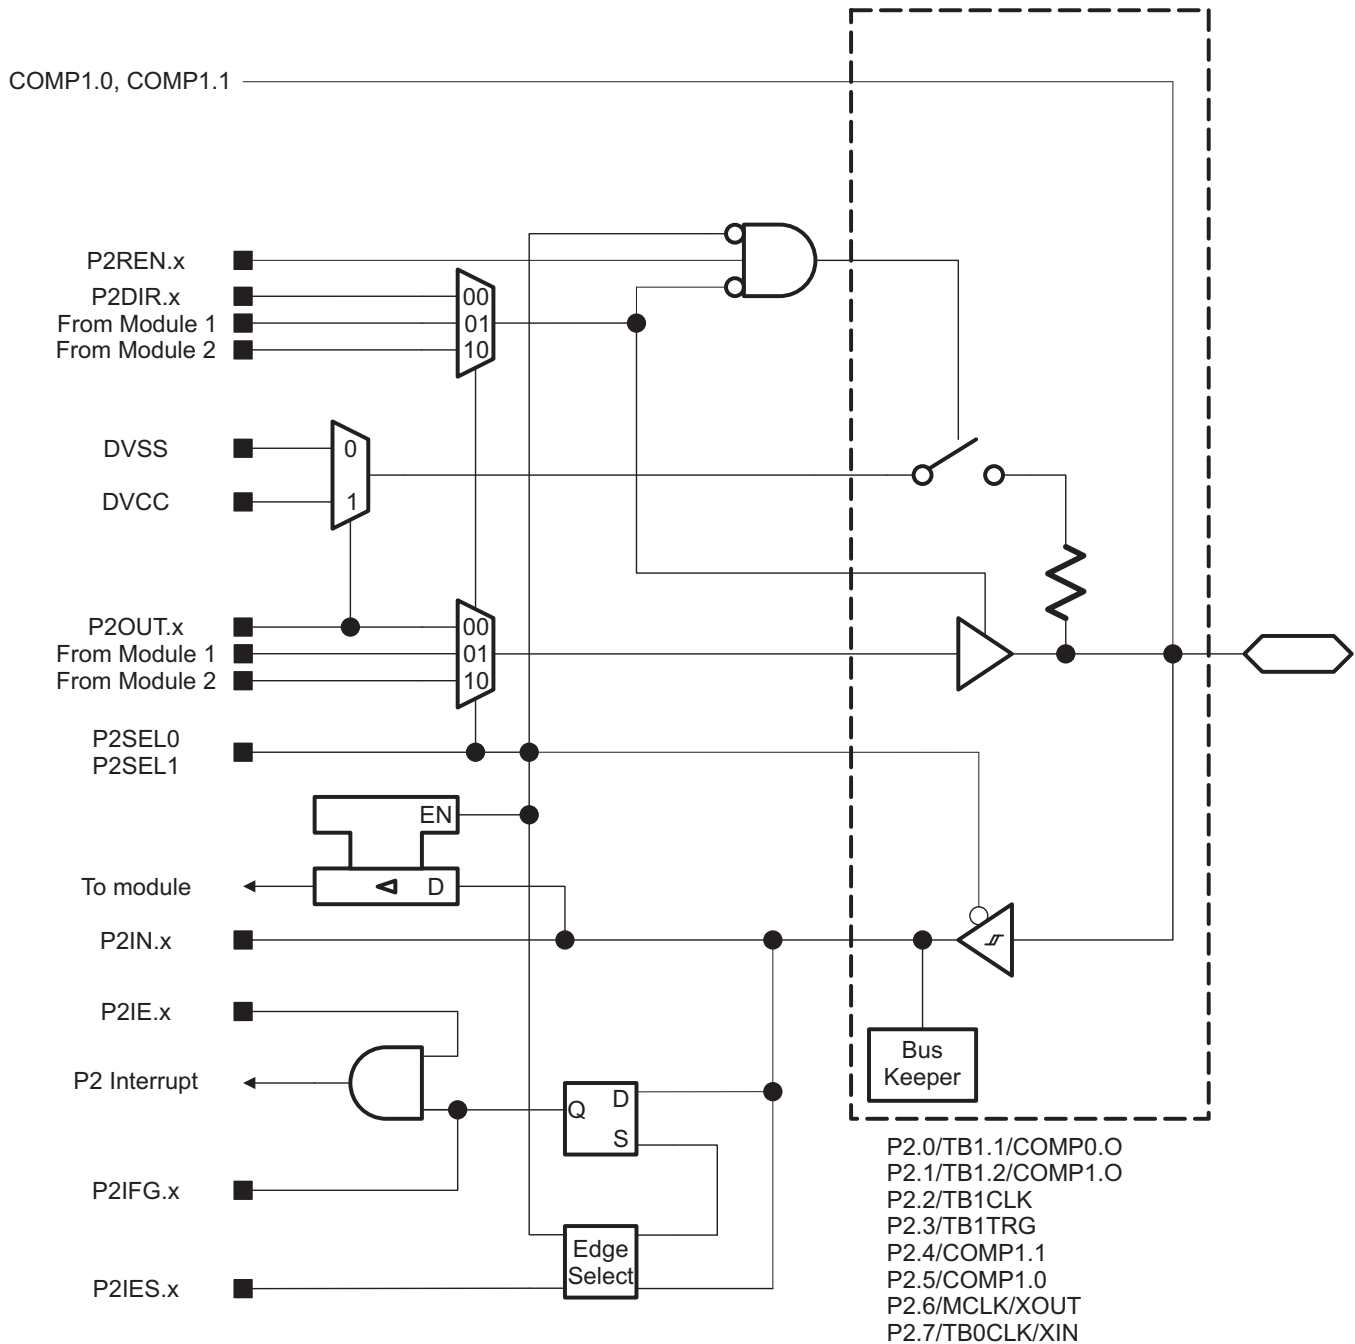 COMP1.0, COMP1.1
P2REN.x
P2DIR.x
00
From Module 1
01
From Module 2
10
DVSS
0
DVCC
1
P2OUT.x
00
From Module 1
01
From Module 2
10
P2SEL0
P2SEL1
EN
To module
D
P2IN.x
P2IE.x
Bus
Keeper
P2 Interrupt
Q
D
S
P2IFG.x
Edge
Select
P2IES.x
P2.0/TB1.1/COMP0.O
P2.1/TB1.2/COMP1.O
P2.2/TB1CLK
P2.3/TB1TRG
P2.4/COMP1.1
P2.5/COMP1.0
P2.6/MCLK/XOUT
P2.7/TB0CLK/XIN